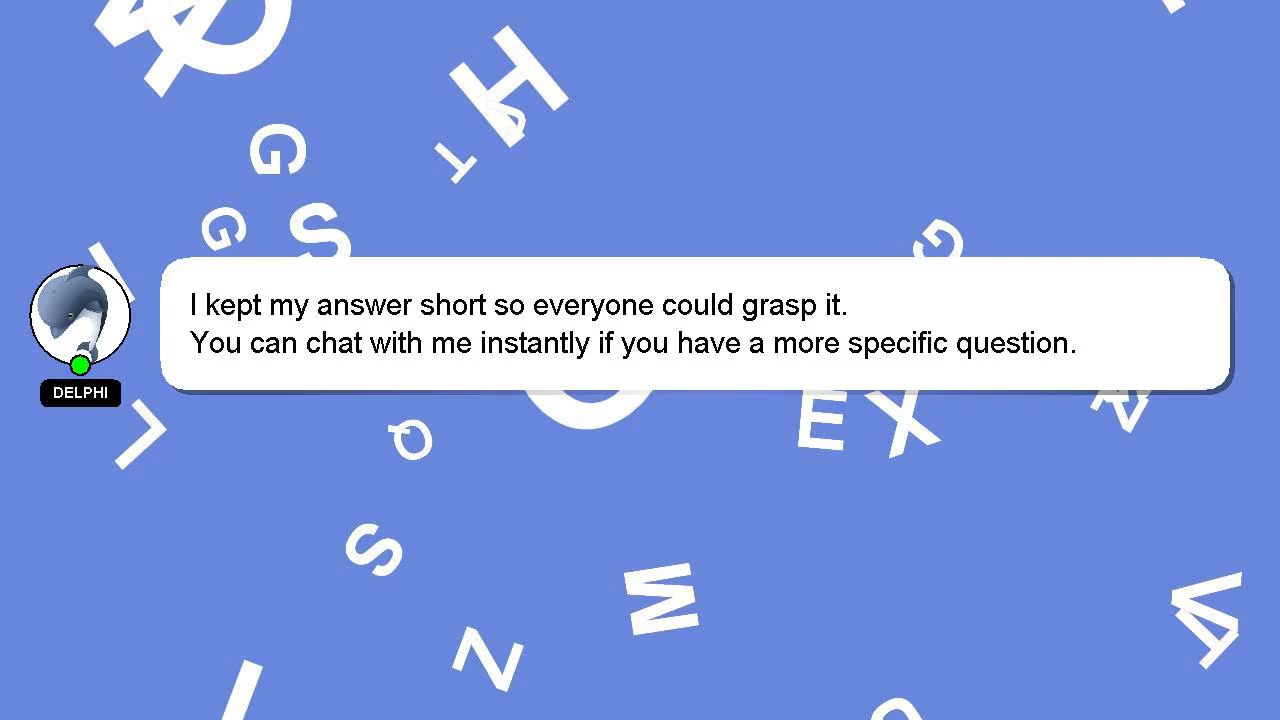 I kept my answer short so everyone could grasp it.
You can chat with me instantly if you have a more specific question.
DELPHI